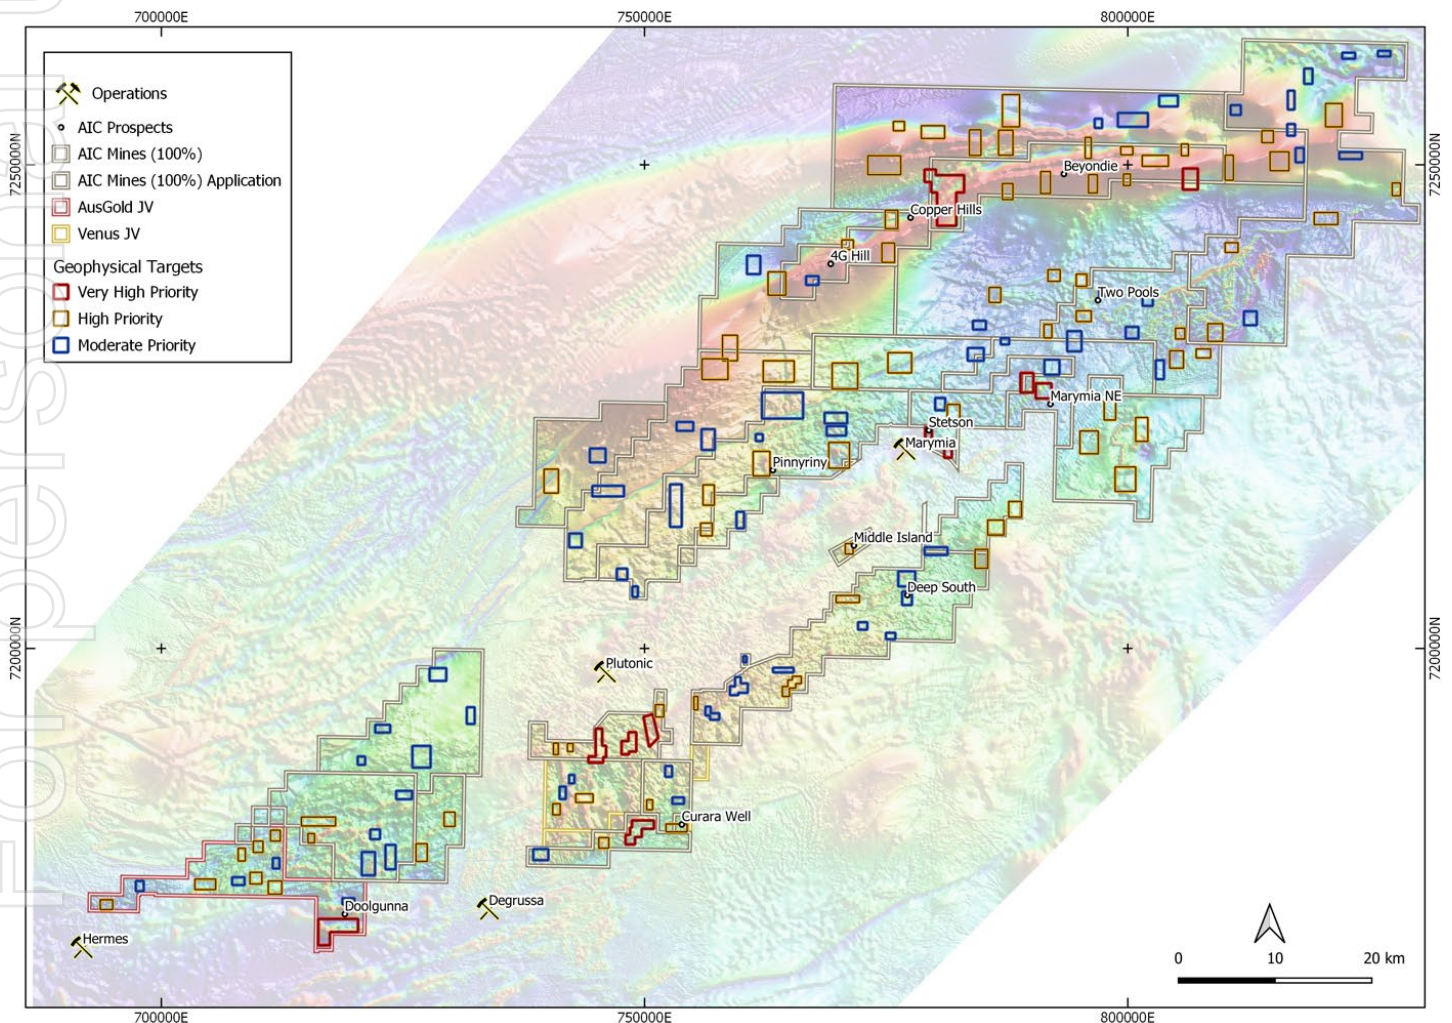 700000E
750000E
800000E
Operations
AIC Prospects
AIC Mines (100%)
AIC Mines (100%) Application
AusGold JV
Venus JV
Geophysical Targets
Very High Priority
High Priority
Moderate Priority
7250000N
7250000N
Beyondie
Copper Hills
4G Hill
Two Pools
Marymia NE
Stetson
Marymia
Pinnyriny
Middle Island
Deep South
7200000N
7200000N
Plutonic
Curara Well
Degrussa
Doolgunna
Hermes
0 10 20 km
700000E
750000E
800000E
For personal u